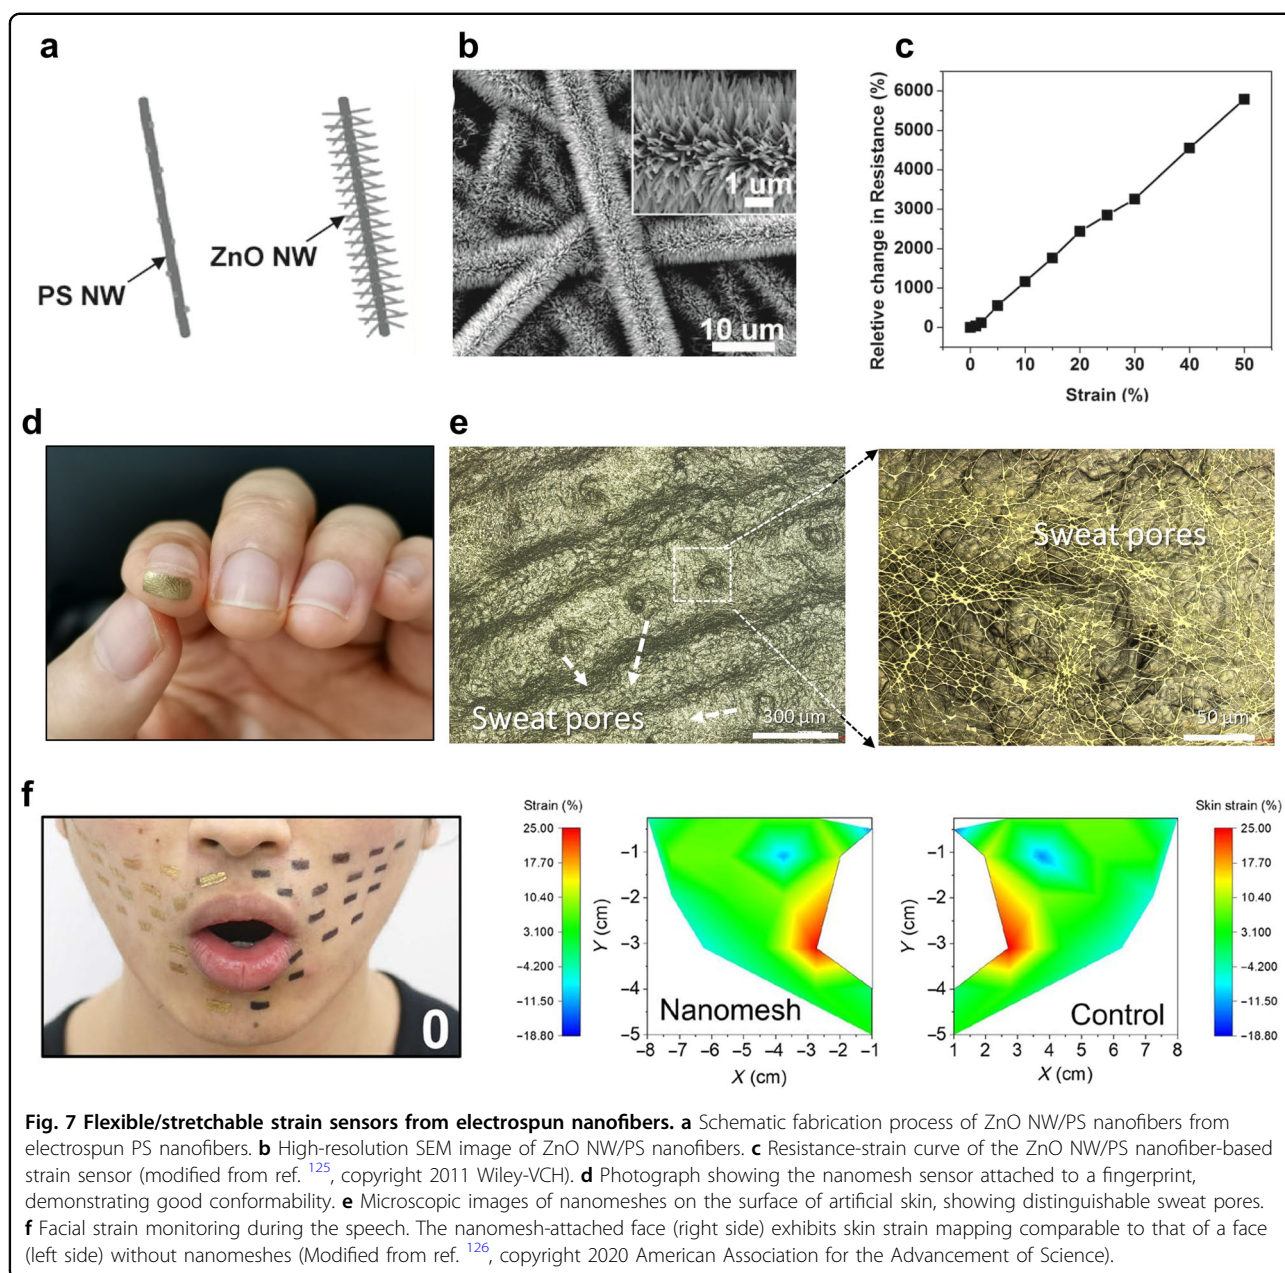 a
PS NW
ZnO NW
b
1 um
10 um
c
Reletive change in Resistance (%)
6000
5000
4000
3000
2000
1000
0
0 10 20 30 40 50
Strain (%)
d
e
Sweat pores
300 µm
Sweat pores
50 µm
f
0
Strain (%)
25.00
17.70
10.40
3.100
−4.200
−11.50
−18.80
Y (cm)
−1
−2
−3
−4
−5
Nanomesh
−8 −7 −6 −5 −4 −3 −2 −1
X (cm)
Y (cm)
−1
−2
−3
−4
−5
Control
1 2 3 4 5 6 7 8
X (cm)
Skin strain (%)
25.00
17.70
10.40
3.100
−4.200
−11.50
−18.80
Fig. 7 Flexible/stretchable strain sensors from electrospun nanofibers. a Schematic fabrication process of ZnO NW/PS nanofibers from
electrospun PS nanofibers. b High-resolution SEM image of ZnO NW/PS nanofibers. c Resistance-strain curve of the ZnO NW/PS nanofiber-based
strain sensor (modified from ref. 125, copyright 2011 Wiley-VCH). d Photograph showing the nanomesh sensor attached to a fingerprint,
demonstrating good conformability. e Microscopic images of nanomeshes on the surface of artificial skin, showing distinguishable sweat pores.
f Facial strain monitoring during the speech. The nanomesh-attached face (right side) exhibits skin strain mapping comparable to that of a face
(left side) without nanomeshes (Modified from ref. 126, copyright 2020 American Association for the Advancement of Science).